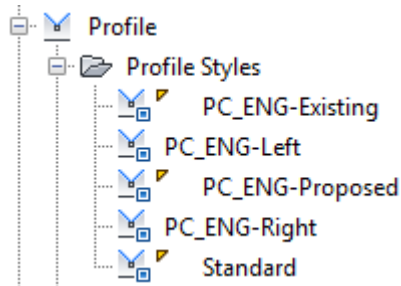 Profile
Profile Styles
PC_ENG-Existing
PC_ENG-Left
PC_ENG-Proposed
PC_ENG-Right
Standard